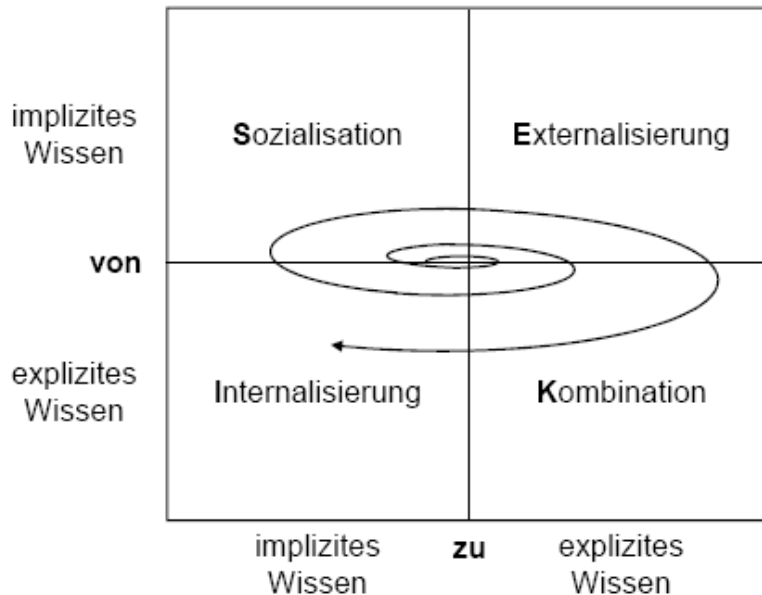 implizites
Wissen
Sozialisation
Externalisierung
von
explizites
Wissen
Internalisierung
Kombination
implizites
Wissen
zu
explizites
Wissen